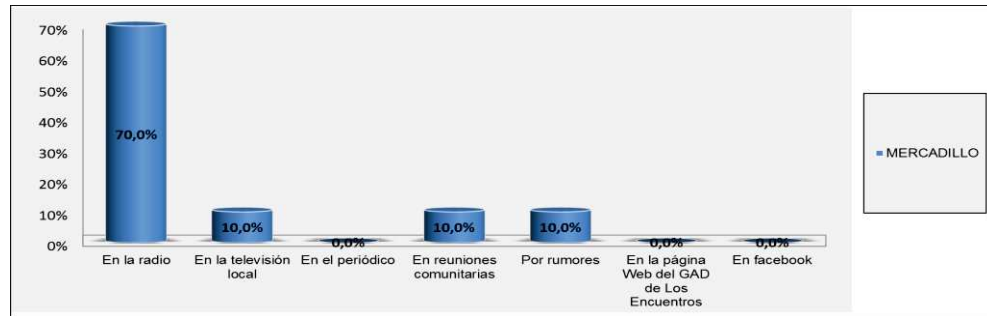 70%
60%
50%
40%
30%
20%
10%
0%
70,0%
10,0%
0,0%
10,0%
10,0%
0,0%
0,0%
En la radio
En la televisión
local
En el periódico
En reuniones
comunitarias
Por rumores
En la página
Web del GAD
de Los
Encuentros
En facebook
MERCADILLO